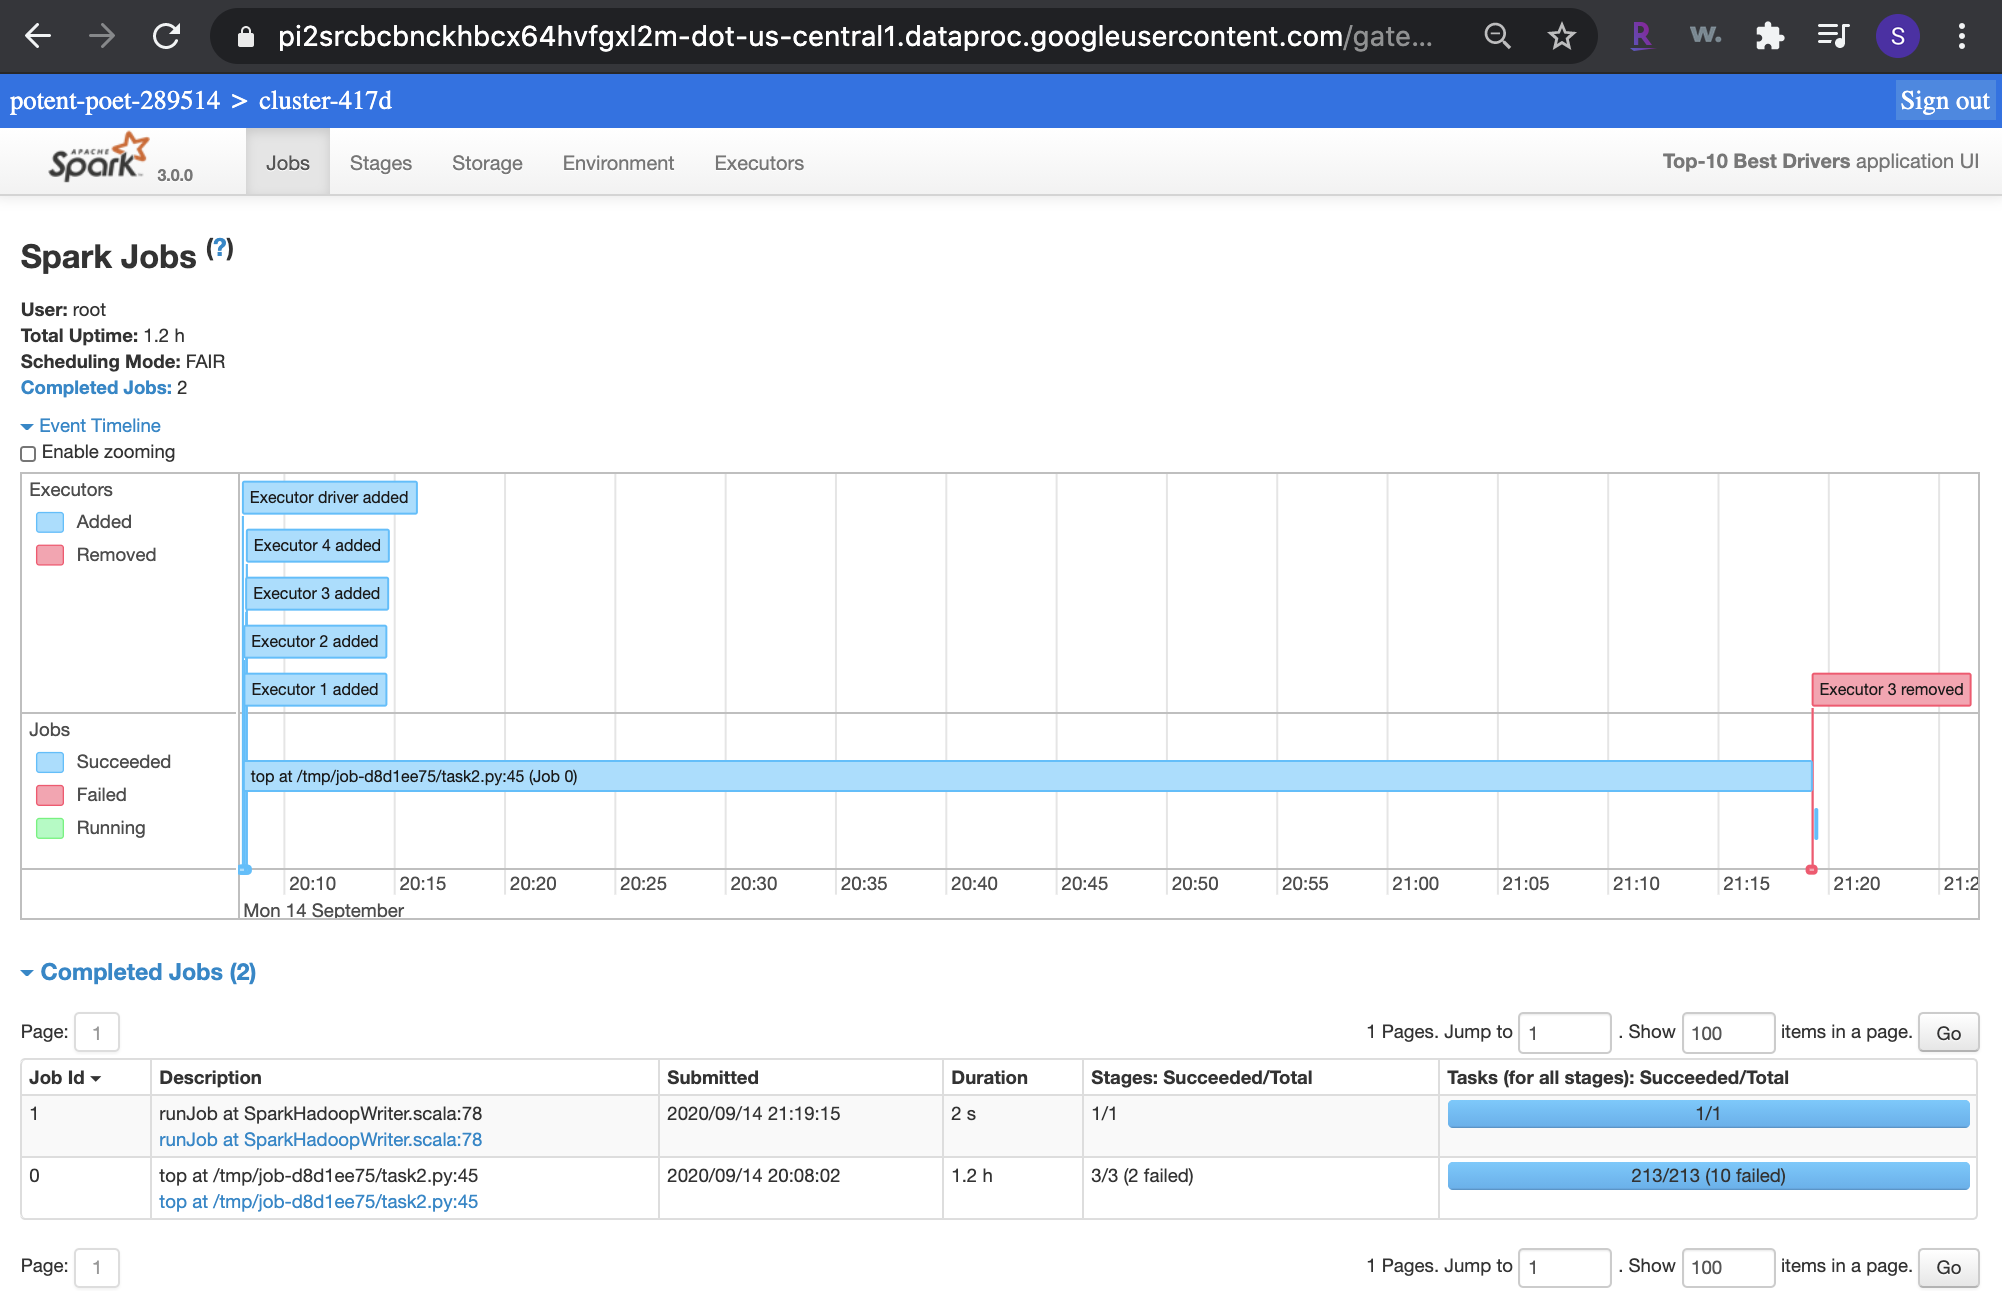 pi2srcbcbnckhbcx64hvfgxl2m-dot-us-central1.dataproc.googleusercontent.com/gate...
R
w.
S
potent-poet-289514 > cluster-417d
Sign out
APACHE Spark 3.0.0
Jobs
Stages
Storage
Environment
Executors
Top-10 Best Drivers application UI
Spark Jobs (?)
User: root
Total Uptime: 1.2 h
Scheduling Mode: FAIR
Completed Jobs: 2
Event Timeline
Enable zooming
Executors
Added
Removed
Executor driver added
Executor 4 added
Executor 3 added
Executor 2 added
Executor 1 added
Executor 3 removed
Jobs
Succeeded
Failed
Running
top at /tmp/job-d8d1ee75/task2.py:45 (Job 0)
20:10 20:15 20:20 20:25 20:30 20:35 20:40 20:45 20:50 20:55 21:00 21:05 21:10 21:15 21:20 21:2
Mon 14 September
Completed Jobs (2)
Page: 1
1 Pages. Jump to 1 . Show 100 items in a page. Go
Job Id Description Submitted Duration Stages: Succeeded/Total Tasks (for all stages): Succeeded/Total
1 runJob at SparkHadoopWriter.scala:78 2020/09/14 21:19:15 2 s 1/1 1/1
runJob at SparkHadoopWriter.scala:78
0 top at /tmp/job-d8d1ee75/task2.py:45 2020/09/14 20:08:02 1.2 h 3/3 (2 failed) 213/213 (10 failed)
top at /tmp/job-d8d1ee75/task2.py:45
Page: 1
1 Pages. Jump to 1 . Show 100 items in a page. Go